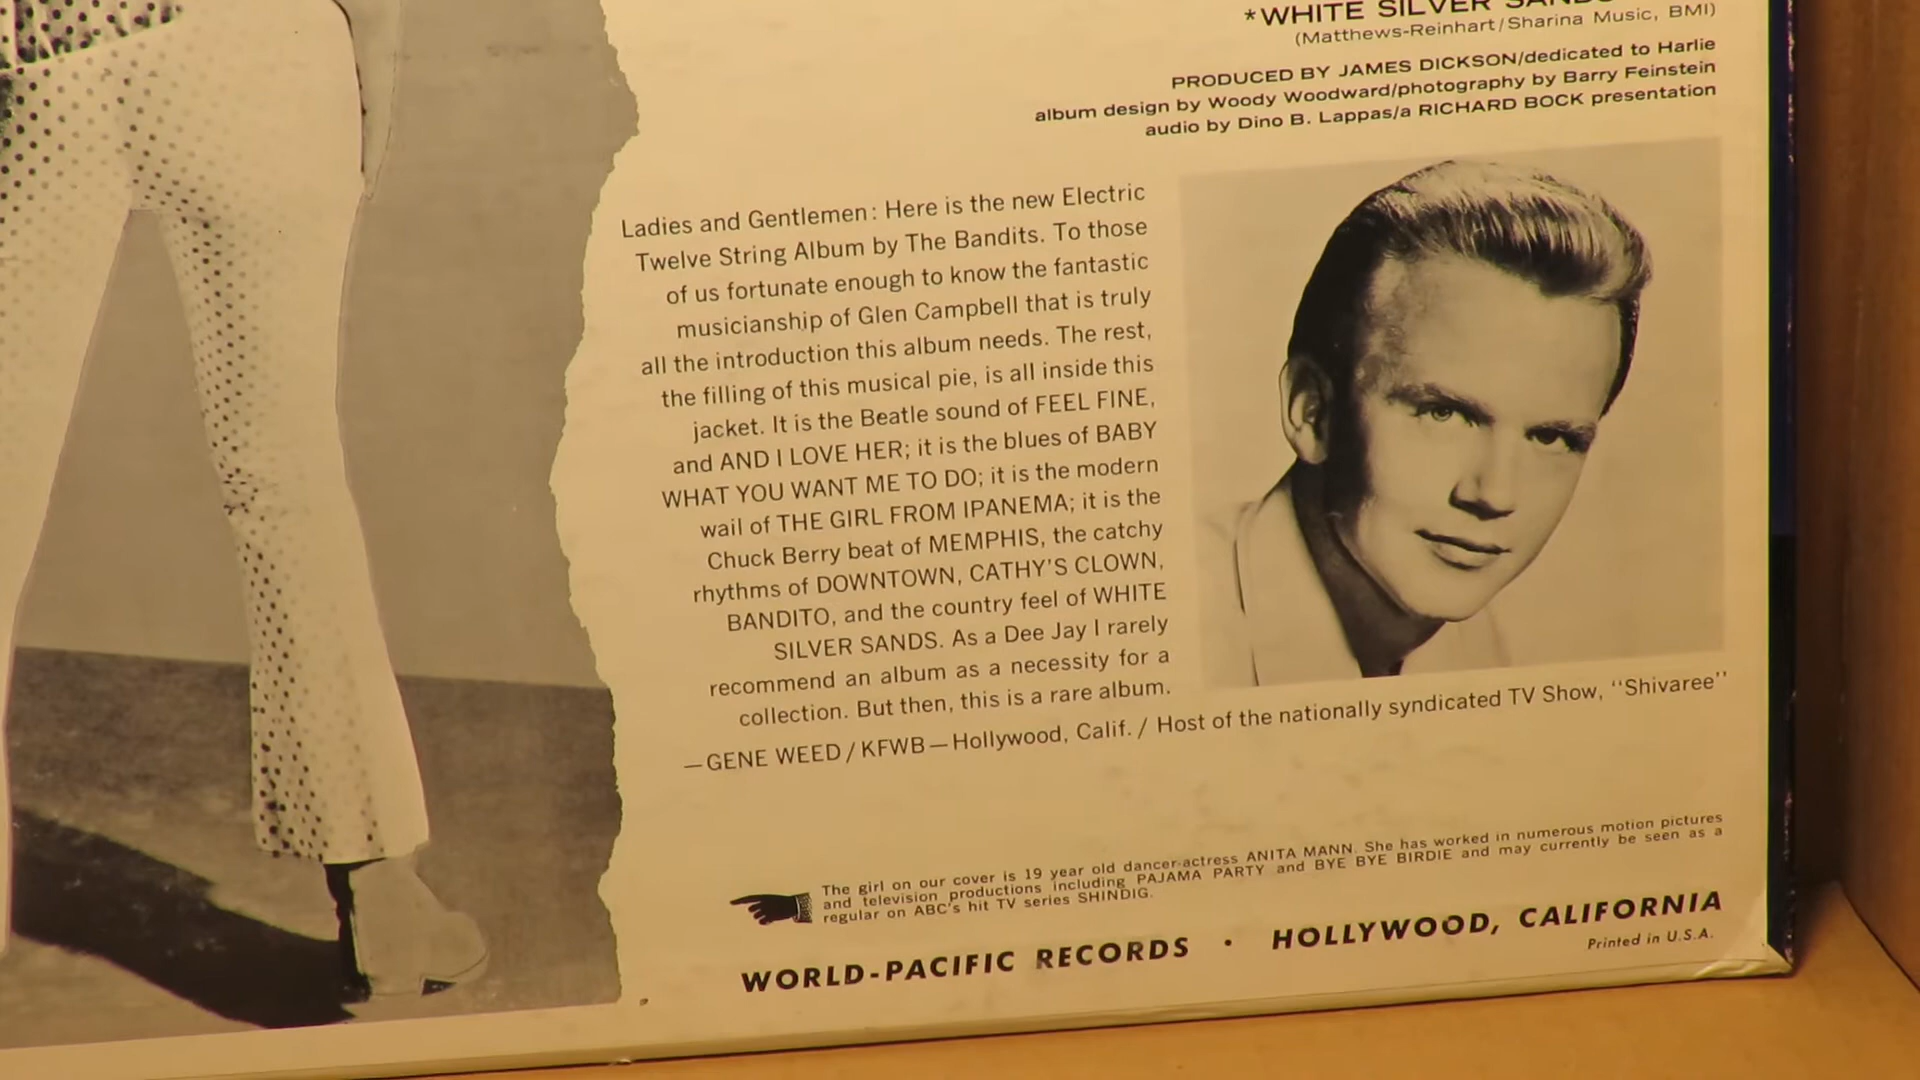 *WHITE SILVER SANDS
(Matthews-Reinhart/Sharina Music, BMI)
PRODUCED BY JAMES DICKSON/dedicated to Harlie
album design by Woody Woodward/photography by Barry Feinstein
audio by Dino B. Lappas/a RICHARD BOCK presentation
Ladies and Gentlemen: Here is the new Electric
Twelve String Album by The Bandits. To those
of us fortunate enough to know the fantastic
musicianship of Glen Campbell that is truly
all the introduction this album needs. The rest,
the filling of this musical pie, is all inside this
jacket. It is the Beatle sound of FEEL FINE,
and AND I LOVE HER; it is the blues of BABY
WHAT YOU WANT ME TO DO; it is the modern
wail of THE GIRL FROM IPANEMA; it is the
Chuck Berry beat of MEMPHIS, the catchy
rhythms of DOWNTOWN, CATHY'S CLOWN,
BANDITO, and the country feel of WHITE
SILVER SANDS. As a Dee Jay I rarely
recommend an album as a necessity for a
collection. But then, this is a rare album.
—GENE WEED/KFWB—Hollywood, Calif. / Host of the nationally syndicated TV Show, "Shivaree"
The girl on our cover is 19 year old dancer-actress ANITA MANN. She has worked in numerous motion pictures
and television productions including PAJAMA PARTY and BYE BYE BIRDIE and may currently be seen as a
regular on ABC's hit TV series SHINDIG.
WORLD-PACIFIC RECORDS • HOLLYWOOD, CALIFORNIA
Printed in U.S.A.